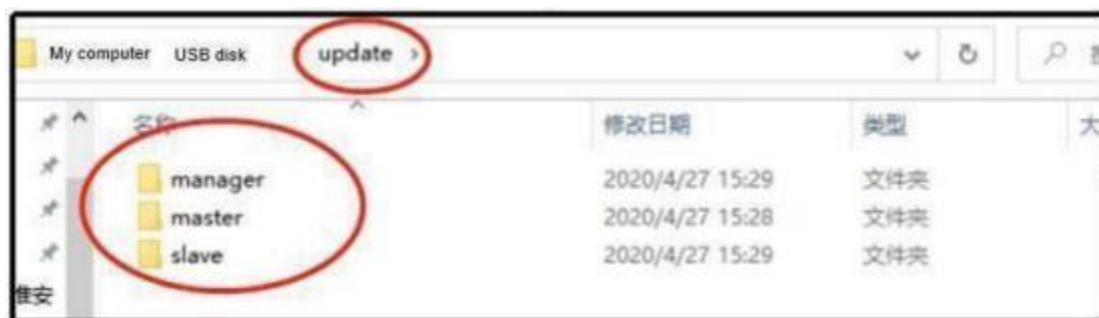 My computer USB disk update >
名称 修改日期 类型 大
manager 2020/4/27 15:29 文件夹
master 2020/4/27 15:28 文件夹
slave 2020/4/27 15:29 文件夹
淮安